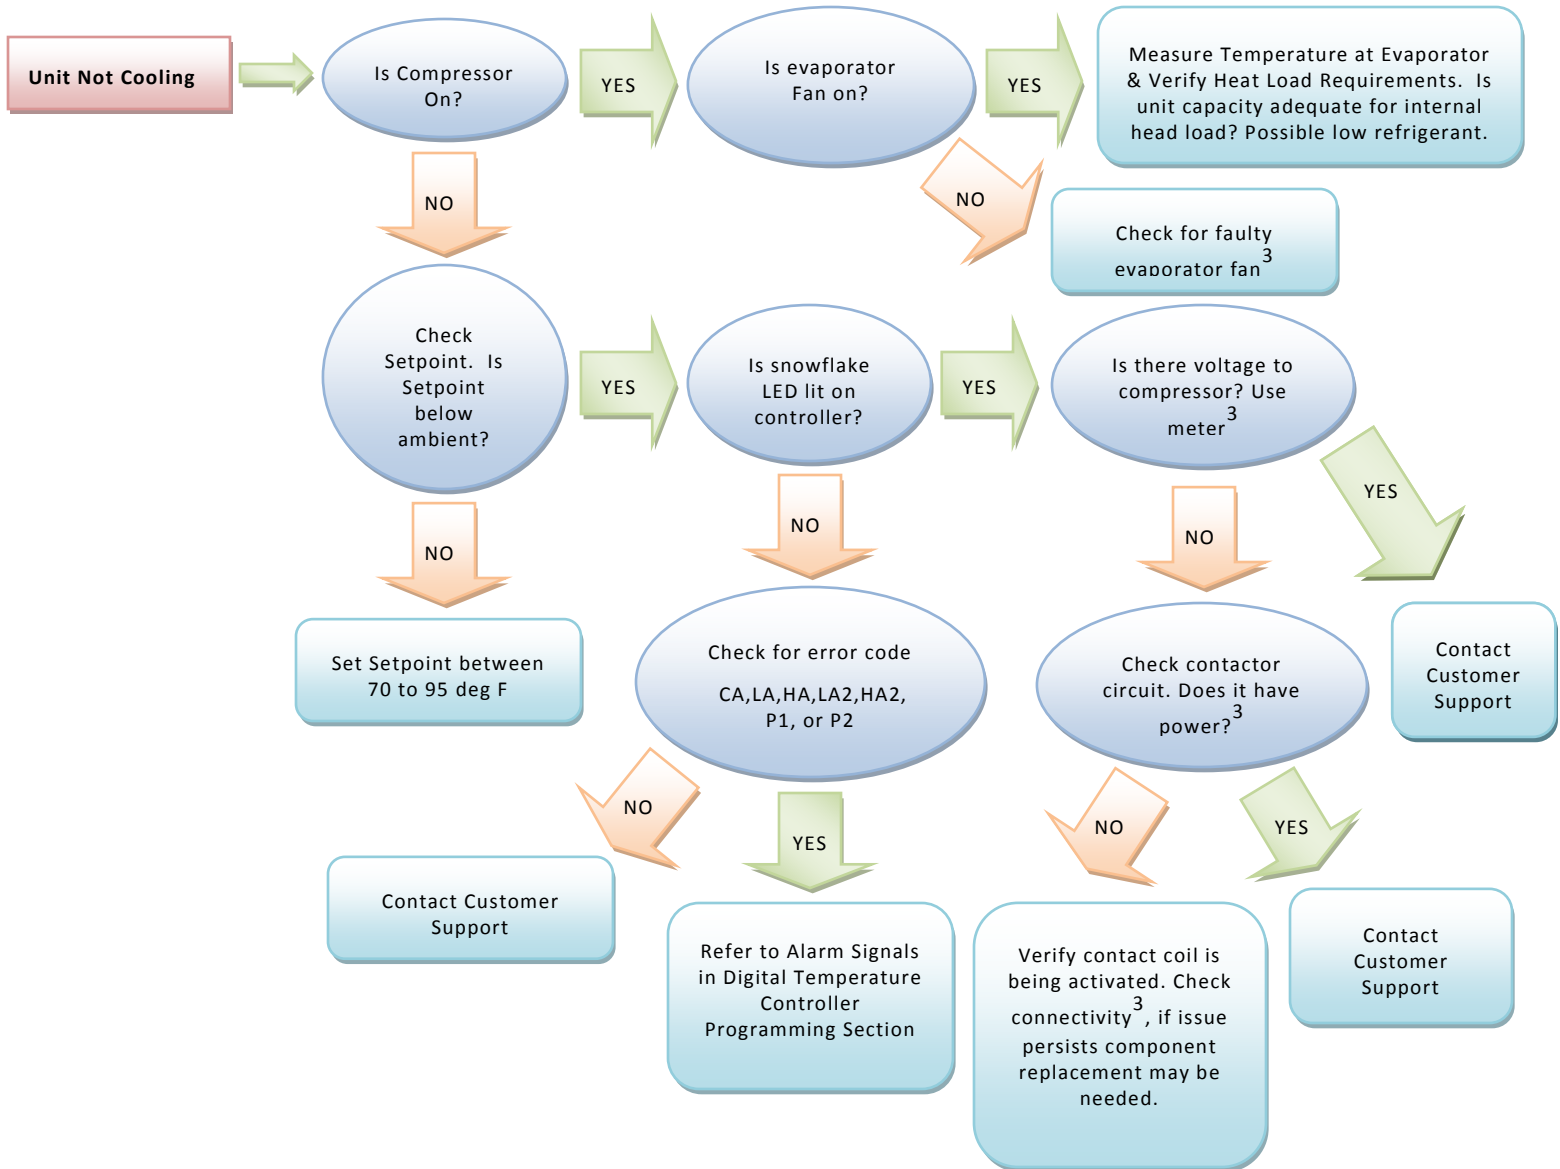 Unit Not Cooling
Is Compressor
On?
YES
Is evaporator
Fan on?
YES
Measure Temperature at Evaporator
& Verify Heat Load Requirements.  Is
unit capacity adequate for internal
head load? Possible low refrigerant.
NO
NO
Check for faulty
evaporator fan3
Check
Setpoint.  Is
Setpoint
below
ambient?
YES
Is snowflake
LED lit on
controller?
YES
Is there voltage to
compressor? Use
meter3
YES
NO
NO
NO
Set Setpoint between
70 to 95 deg F
Check for error code
CA,LA,HA,LA2,HA2,
P1, or P2
Check contactor
circuit. Does it have
power?3
Contact
Customer
Support
NO
YES
NO
YES
Contact Customer
Support
Refer to Alarm Signals
in Digital Temperature
Controller
Programming Section
Verify contact coil is
being activated. Check
connectivity3, if issue
persists component
replacement may be
needed.
Contact
Customer
Support